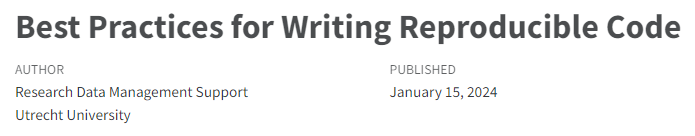 Best Practices for Writing Reproducible Code
AUTHOR
PUBLISHED
Research Data Management Support
January 15, 2024
Utrecht University